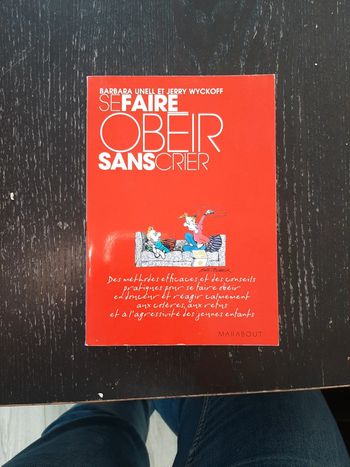 BARBARA UNELL ET JERRY WYCKOFF
SE FAIRE
OBEIR
SANS CRIER
Des méthodes efficaces et des conseils
pratiques pour se faire obéir
en douceur et réagir calmement
aux colères, aux refus
et à l'agressivité des jeunes enfants
MARABOUT